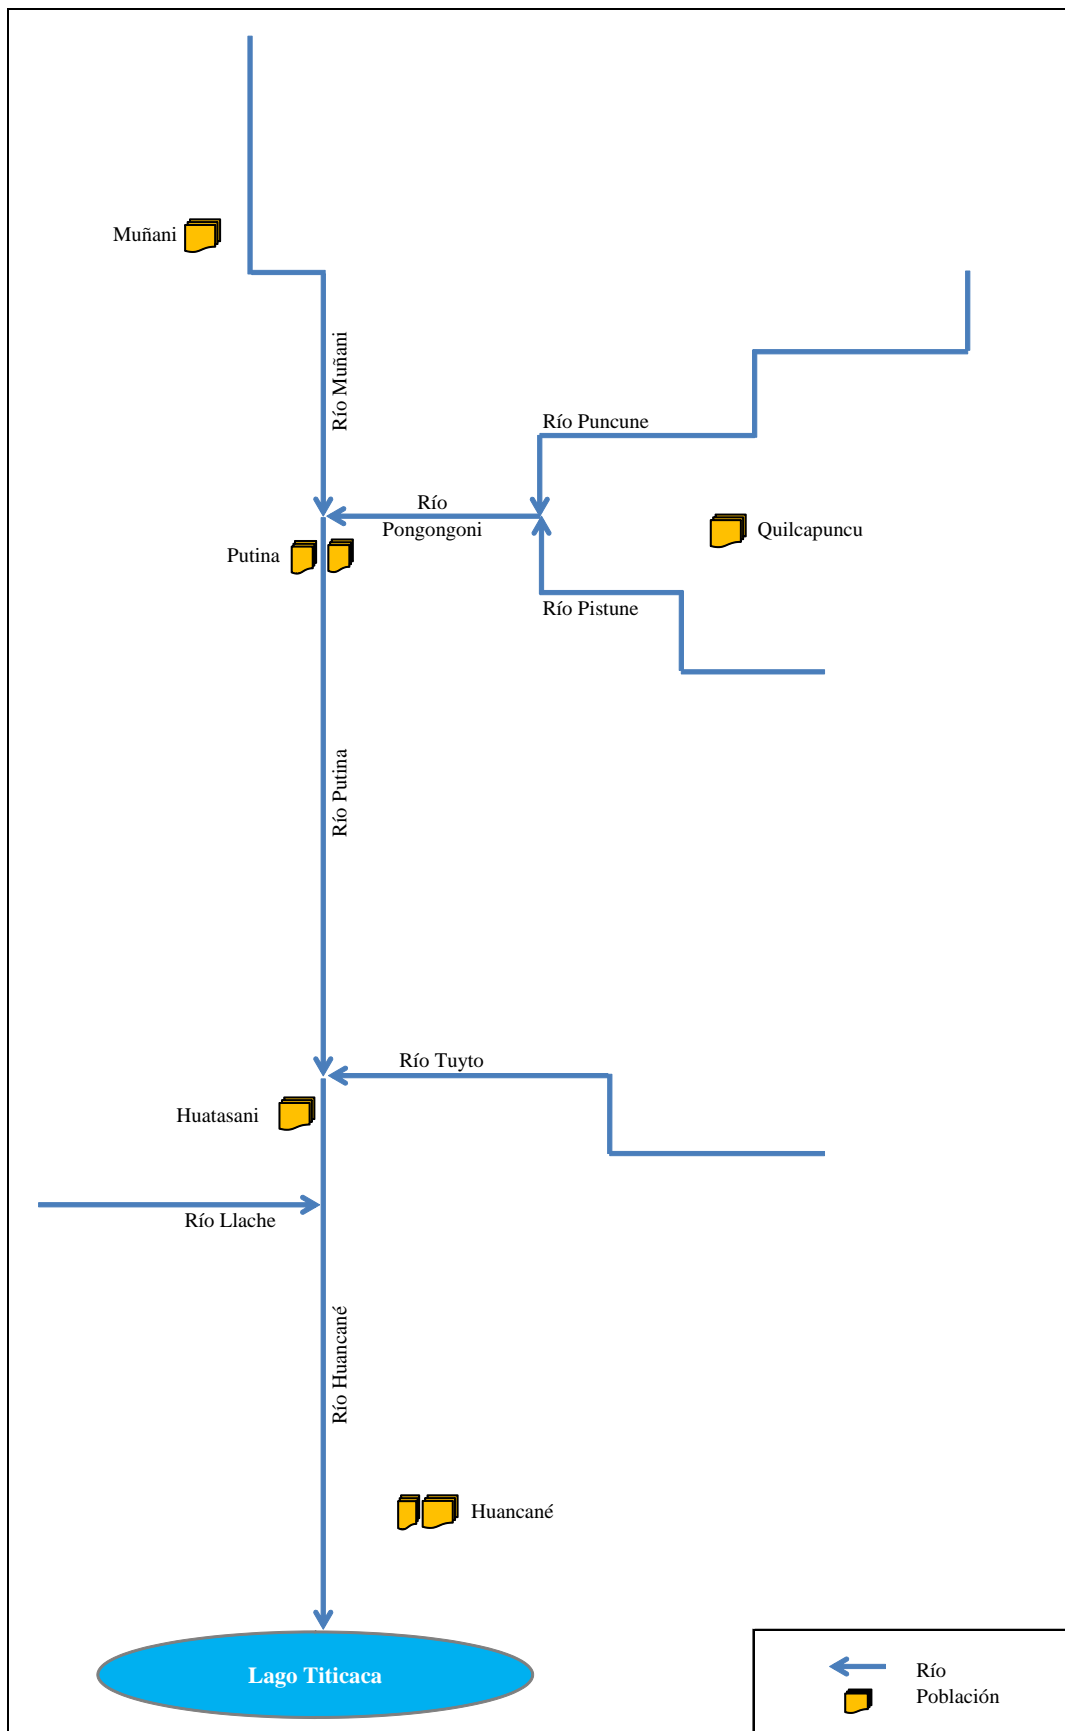 Muñani
Río Muñani
Río Puncune
Río
Pongongoni
Quilcapuncu
Putina
Río Pistune
Río Putina
Río Tuyto
Huatasani
Río Llache
Río Huancané
Huancané
Lago Titicaca
Río
Población